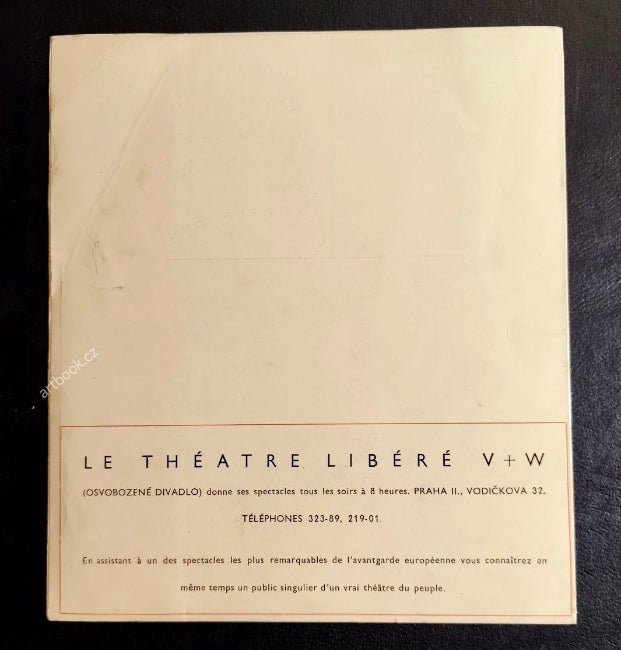 artbook.cz
LE THÉATRE LIBÉRÉ V+W
(OSVOBOZENÉ DIVADLO) donne ses spectacles tous les soirs à 8 heures. PRAHA II., VODIČKOVA 32.
TÉLÉPHONES 323-89, 219-01.
En assistant à un des spectacles les plus remarquables de l'avantgarde européenne vous connaîtrez en
même temps un public singulier d'un vrai théâtre du peuple.